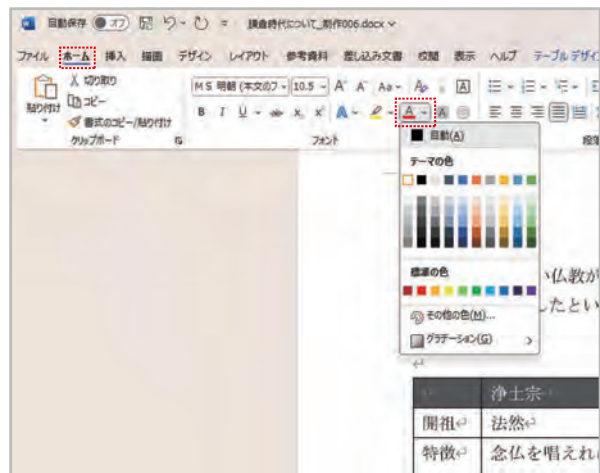 自動保存 オフ 鎌倉時代について_制作006.docx
ファイル ホーム 挿入 描画 デザイン レイアウト 参考資料 差し込み文書 校閲 表示 ヘルプ テーブル デザイ
切り取り
コピー
書式のコピー/貼り付け
貼り付け
クリップボード
MS 明朝 (本文のフ 10.5 A A Aa A
B I U ab x x A A A
フォント
段落
自動(A)
テーマの色
標準の色
その他の色(M)...
グラデーション(G)
い仏教が
したとい
浄土宗
開祖 法然
特徴 念仏を唱えれ